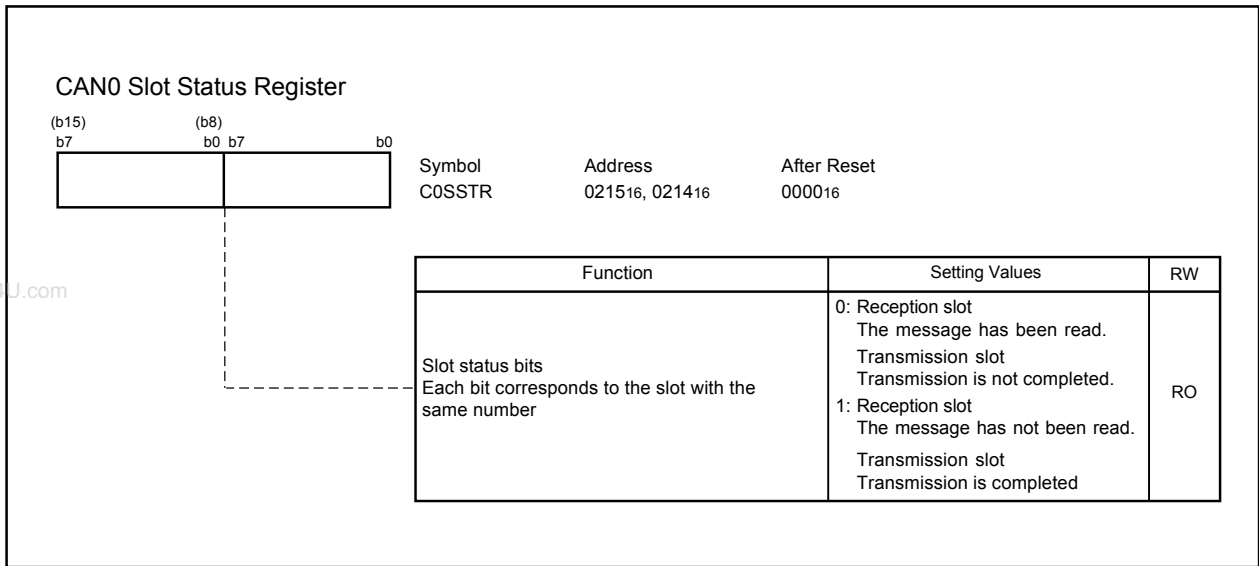 CAN0 Slot Status Register
(b15) (b8)
b7 b0 b7 b0
Symbol Address After Reset
C0SSTR 021516, 021416 000016
Function Setting Values RW
Slot status bits
Each bit corresponds to the slot with the
same number
0: Reception slot
The message has been read.
Transmission slot
Transmission is not completed.
1: Reception slot
The message has not been read.
Transmission slot
Transmission is completed
RO
4U.com